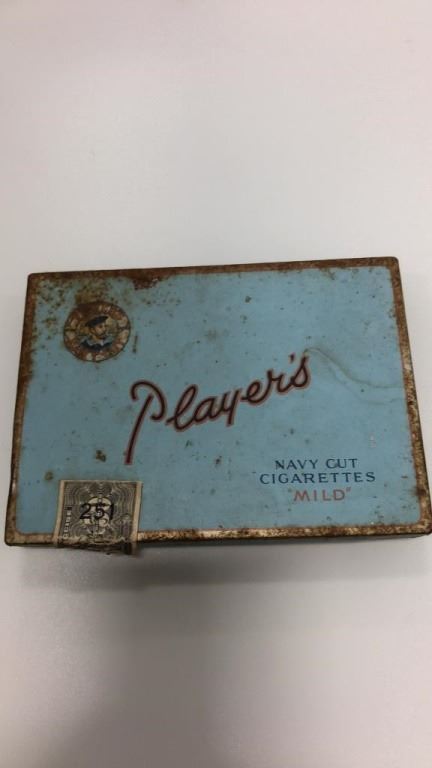 Player's
NAVY CUT
CIGARETTES
"MILD"
251